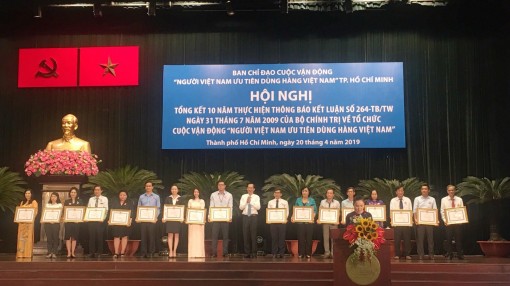 BAN CHỈ ĐẠO CUỘC VẬN ĐỘNG
"NGƯỜI VIỆT NAM ƯU TIÊN DÙNG HÀNG VIỆT NAM" TP. HỒ CHÍ MINH
HỘI NGHỊ
TỔNG KẾT 10 NĂM THỰC HIỆN THÔNG BÁO KẾT LUẬN SỐ 264-TB/TW
NGÀY 31 THÁNG 7 NĂM 2009 CỦA BỘ CHÍNH TRỊ VỀ TỔ CHỨC
CUỘC VẬN ĐỘNG "NGƯỜI VIỆT NAM ƯU TIÊN DÙNG HÀNG VIỆT NAM"
Thành phố Hồ Chí Minh, ngày 20 tháng 4 năm 2019